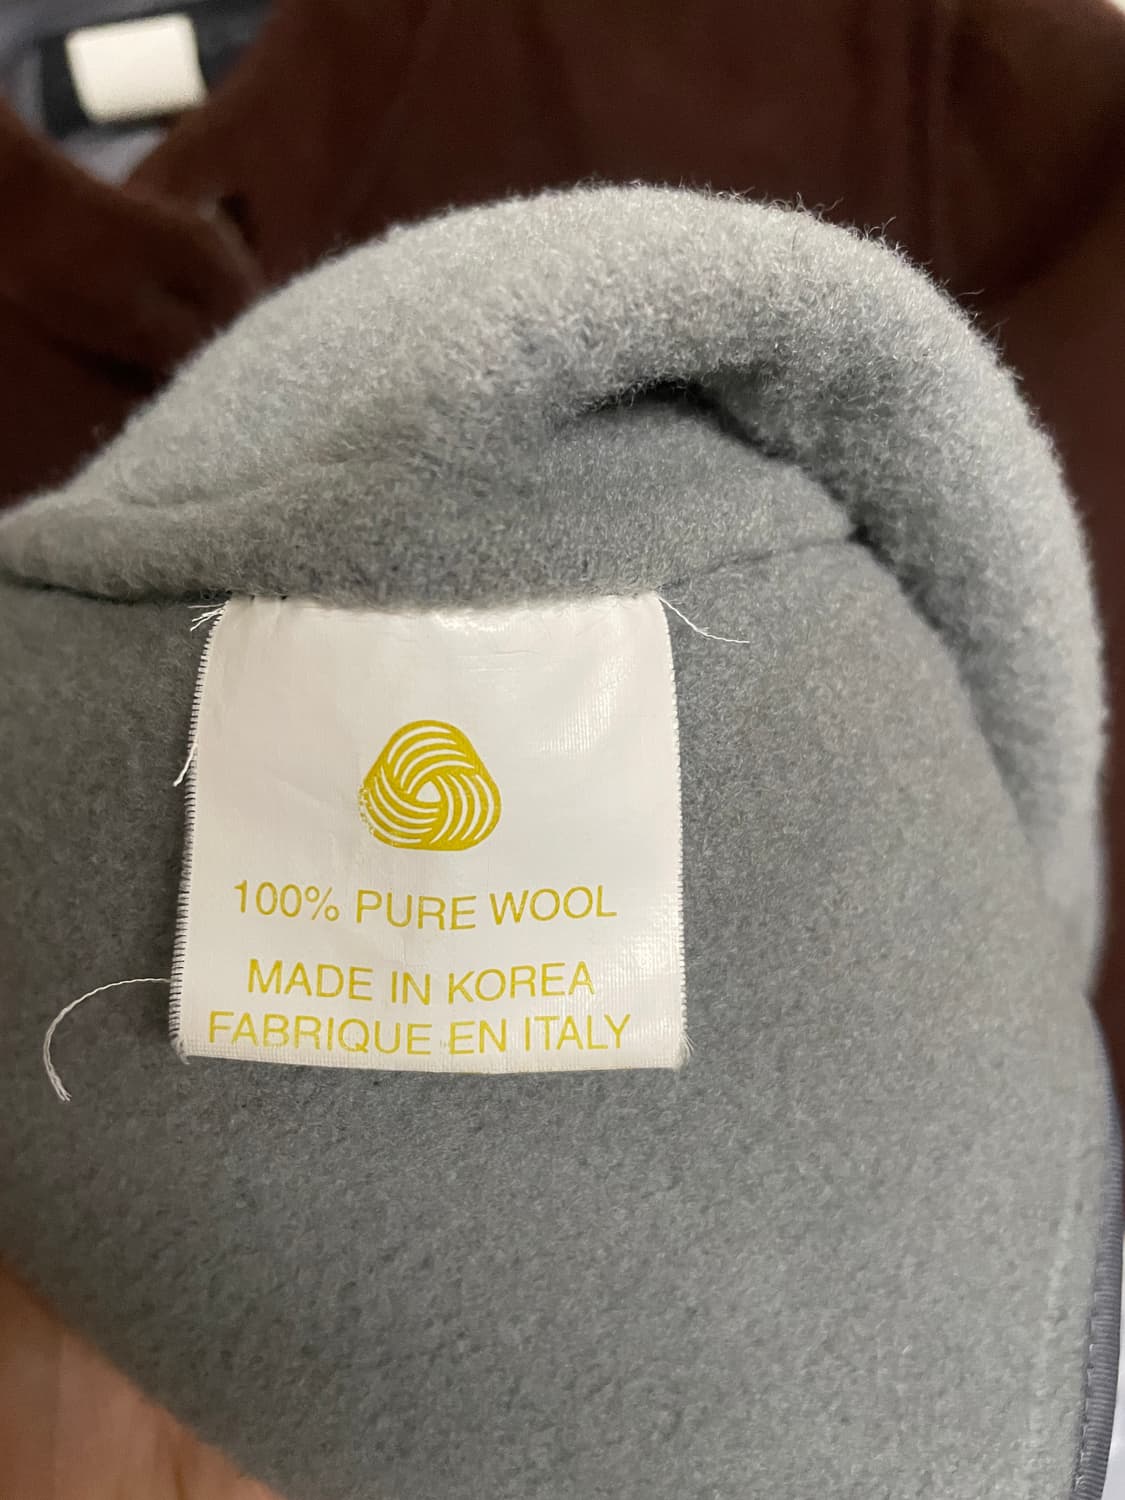 100% PURE WOOL
MADE IN KOREA
FABRIQUE EN ITALY